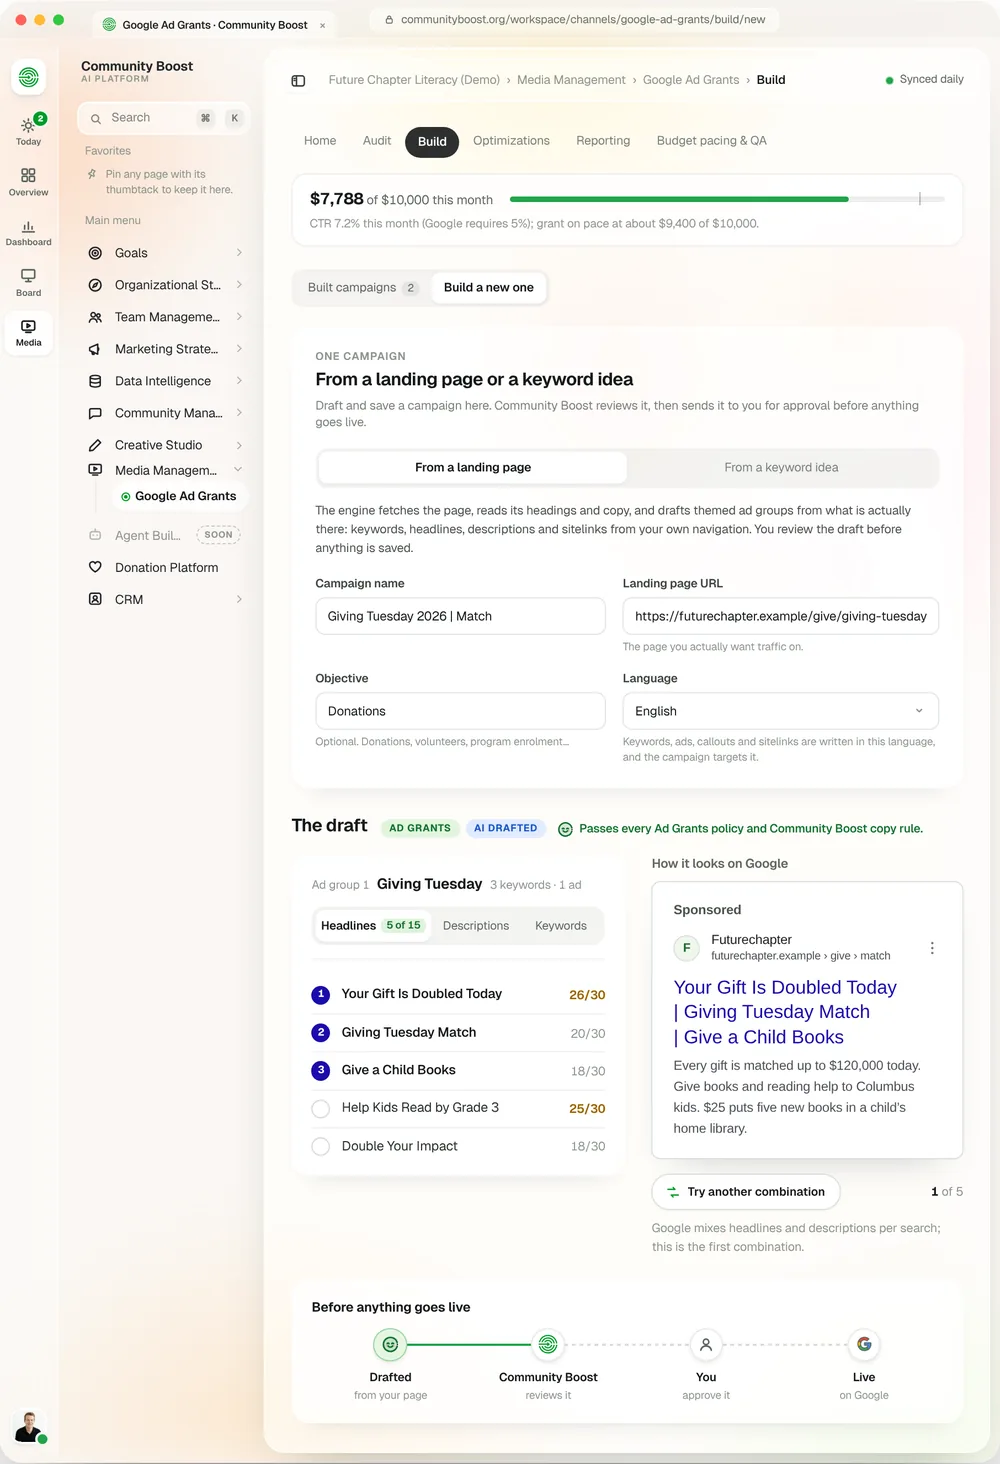 Google Ad Grants · Community Boost ×
communityboost.org/workspace/channels/google-ad-grants/build/new
2
Today
Overview
Dashboard
Board
Media
Community Boost
AI PLATFORM
Search ⌘ K
Favorites
Pin any page with its
thumbtack to keep it here.
Main menu
Goals
Organizational St...
Team Manageme...
Marketing Strate...
Data Intelligence
Community Mana...
Creative Studio
Media Managem...
Google Ad Grants
Agent Buil... SOON
Donation Platform
CRM
Future Chapter Literacy (Demo) › Media Management › Google Ad Grants › Build
Synced daily
Home Audit Build Optimizations Reporting Budget pacing & QA
$7,788 of $10,000 this month
CTR 7.2% this month (Google requires 5%); grant on pace at about $9,400 of $10,000.
Built campaigns 2 Build a new one
ONE CAMPAIGN
From a landing page or a keyword idea
Draft and save a campaign here. Community Boost reviews it, then sends it to you for approval before anything
goes live.
From a landing page From a keyword idea
The engine fetches the page, reads its headings and copy, and drafts themed ad groups from what is actually
there: keywords, headlines, descriptions and sitelinks from your own navigation. You review the draft before
anything is saved.
Campaign name
Giving Tuesday 2026 | Match
Landing page URL
https://futurechapter.example/give/giving-tuesday
The page you actually want traffic on.
Objective
Donations
Optional. Donations, volunteers, program enrolment...
Language
English
Keywords, ads, callouts and sitelinks are written in this language,
and the campaign targets it.
The draft AD GRANTS AI DRAFTED Passes every Ad Grants policy and Community Boost copy rule.
Ad group 1 Giving Tuesday 3 keywords · 1 ad
Headlines 5 of 15 Descriptions Keywords
1 Your Gift Is Doubled Today 26/30
2 Giving Tuesday Match 20/30
3 Give a Child Books 18/30
Help Kids Read by Grade 3 25/30
Double Your Impact 18/30
How it looks on Google
Sponsored
F
Futurechapter
futurechapter.example › give › match
Your Gift Is Doubled Today
| Giving Tuesday Match
| Give a Child Books
Every gift is matched up to $120,000 today.
Give books and reading help to Columbus
kids. $25 puts five new books in a child's
home library.
Try another combination 1 of 5
Google mixes headlines and descriptions per search;
this is the first combination.
Before anything goes live
Drafted
from your page
Community Boost
reviews it
You
approve it
Live
on Google